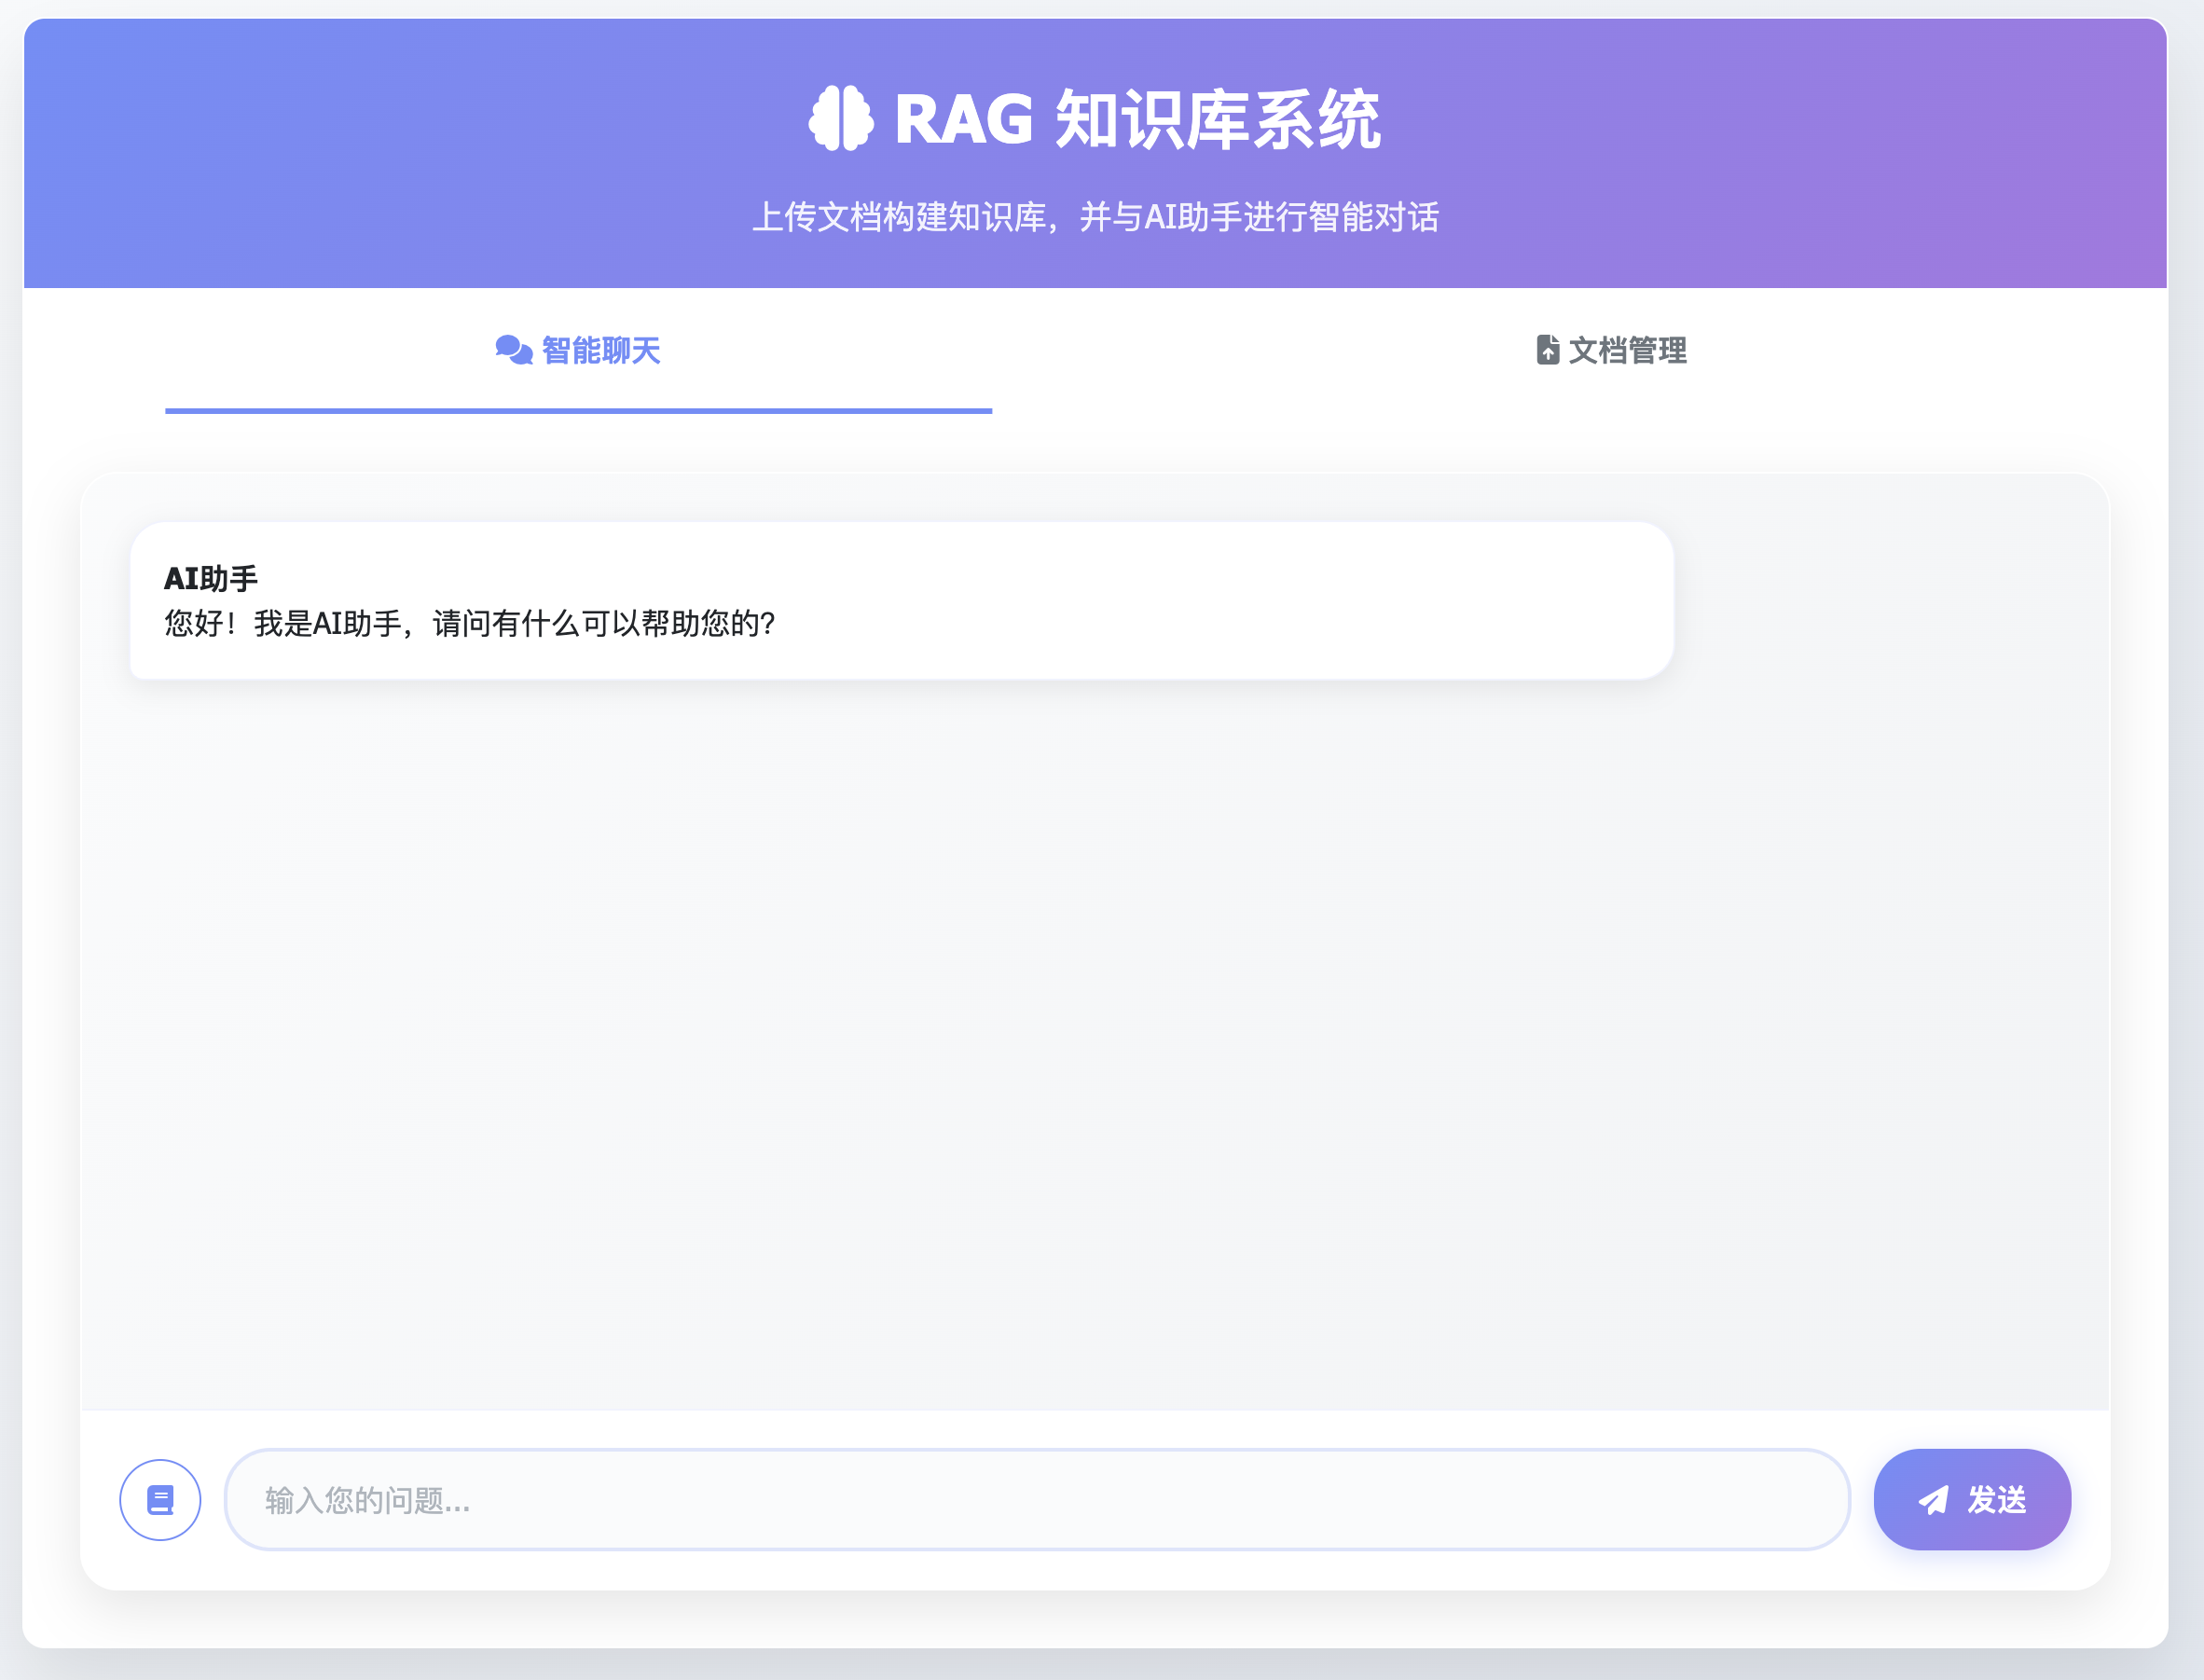 RAG 知识库系统
上传文档构建知识库，并与AI助手进行智能对话
智能聊天
文档管理
AI助手
您好！我是AI助手，请问有什么可以帮助您的？
输入您的问题...
发送